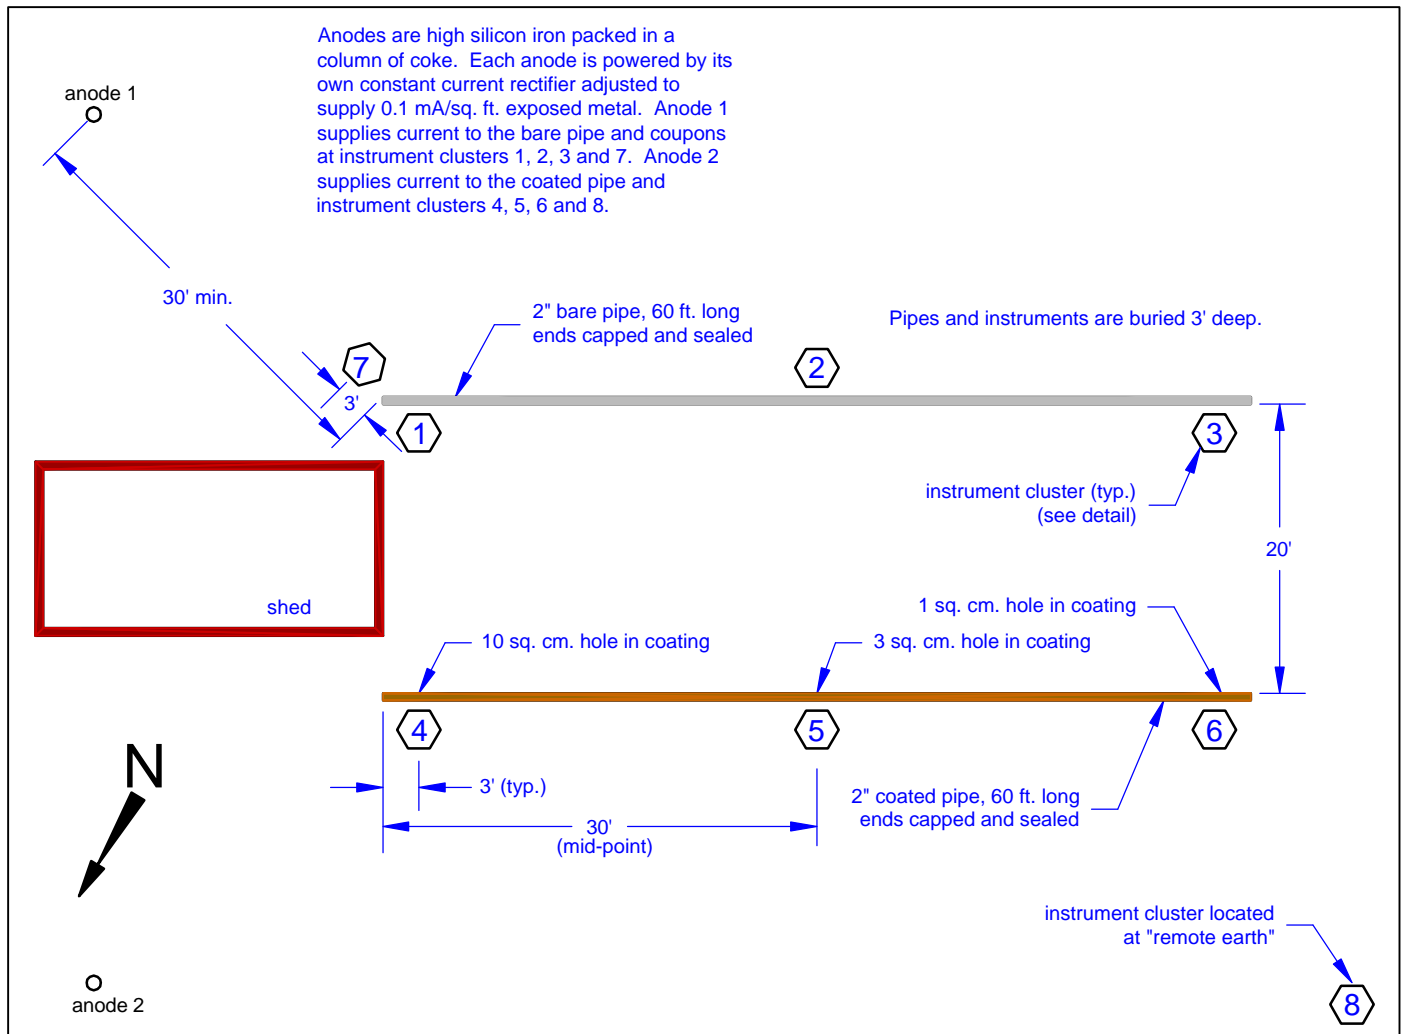 Anodes are high silicon iron packed in a
column of coke. Each anode is powered by its
own constant current rectifier adjusted to
supply 0.1 mA/sq. ft. exposed metal. Anode 1
supplies current to the bare pipe and coupons
at instrument clusters 1, 2, 3 and 7. Anode 2
supplies current to the coated pipe and
instrument clusters 4, 5, 6 and 8.
anode 1
30' min.
2" bare pipe, 60 ft. long
ends capped and sealed
Pipes and instruments are buried 3' deep.
7
2
3'
1
3
instrument cluster (typ.)
(see detail)
20'
shed
1 sq. cm. hole in coating
10 sq. cm. hole in coating
3 sq. cm. hole in coating
4
5
6
N
3' (typ.)
2" coated pipe, 60 ft. long
ends capped and sealed
30'
(mid-point)
instrument cluster located
at "remote earth"
anode 2
8